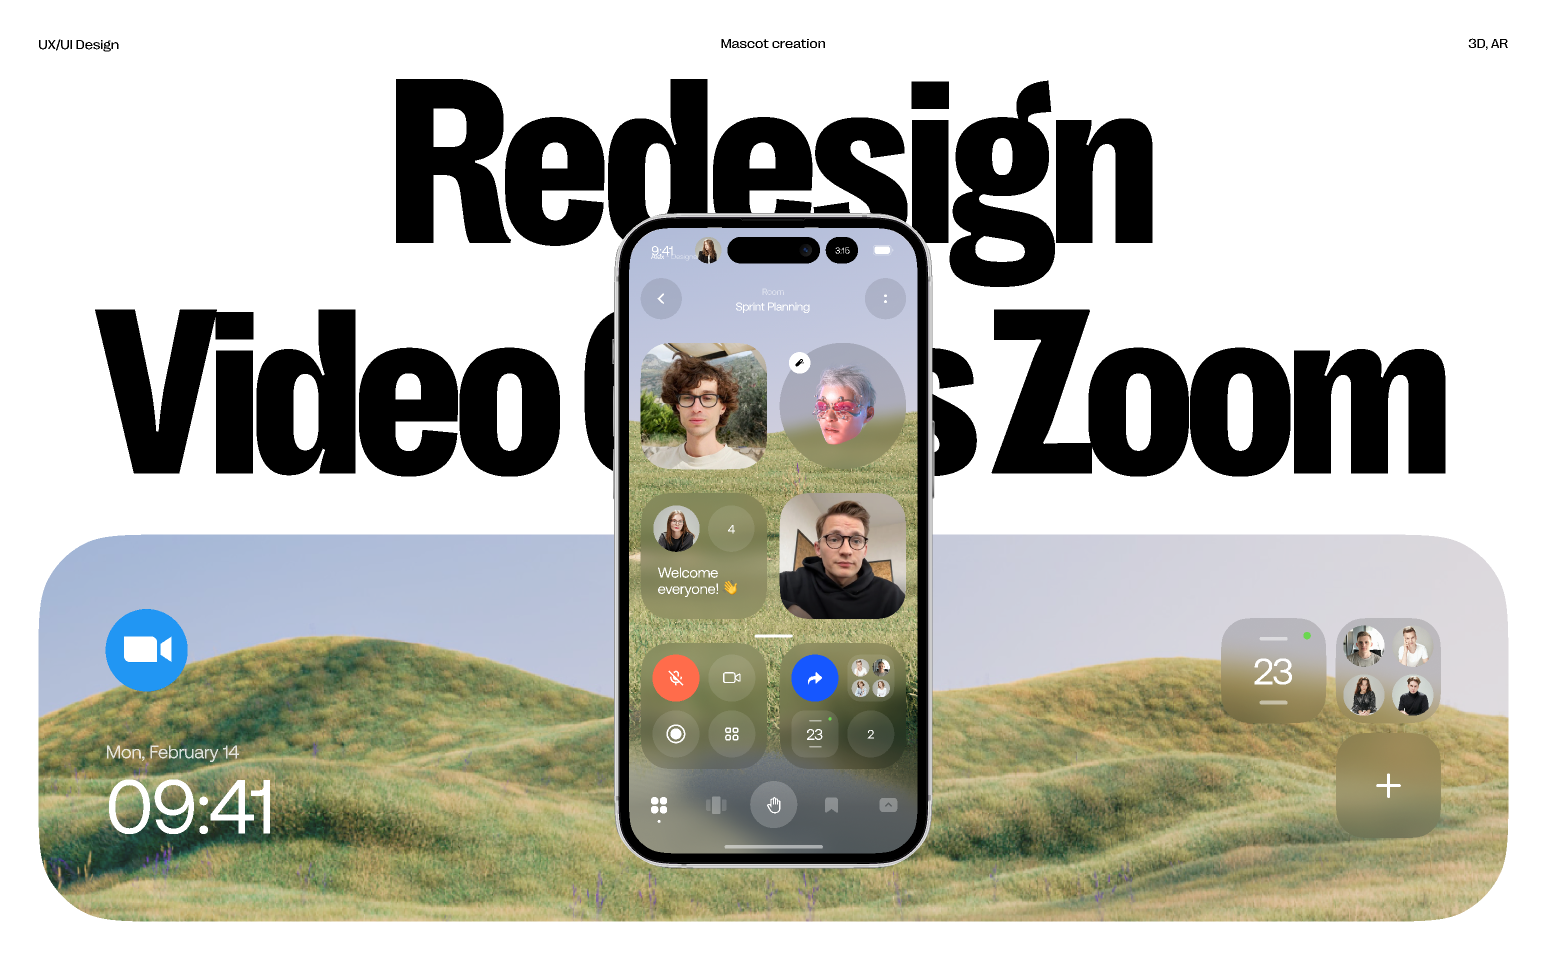 UX/UI Design
Mascot creation
3D, AR
Redesign
Video C s Zoom
9:41
3:15
Room
Sprint Planning
4
Welcome
everyone! 👋
23
2
Mon, February 14
09:41
23